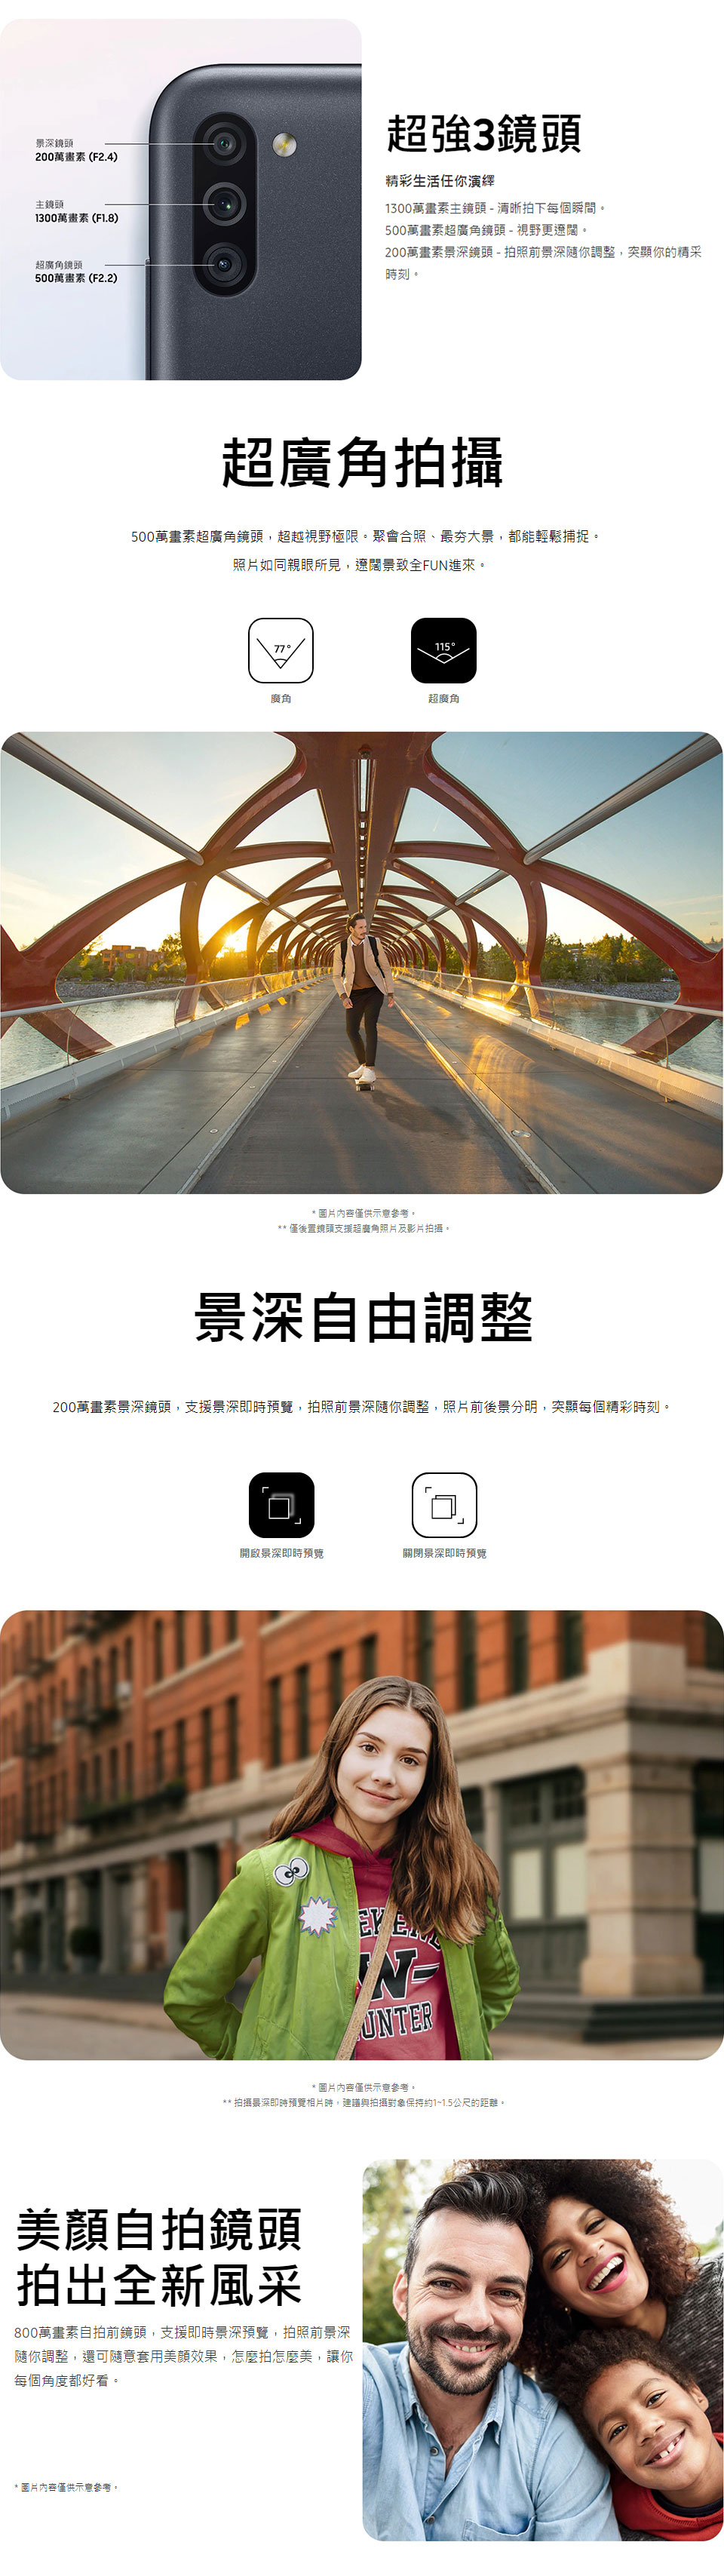 景深鏡頭
200萬畫素 (F2.4)
主鏡頭
1300萬畫素 (F1.8)
超廣角鏡頭
500萬畫素 (F2.2)
超強3鏡頭
精彩生活任你演繹
1300萬畫素主鏡頭 - 清晰拍下每個瞬間。
500萬畫素超廣角鏡頭 - 視野更遼闊。
200萬畫素景深鏡頭 - 拍照前景深隨你調整，突顯你的精采
時刻。
超廣角拍攝
500萬畫素超廣角鏡頭，超越視野極限。聚會合照、最夯大景，都能輕鬆捕捉。
照片如同親眼所見，遼闊景致全FUN進來。
77°
115°
廣角
超廣角
* 圖片內容僅供示意參考。
** 僅後置鏡頭支援超廣角照片及影片拍攝。
景深自由調整
200萬畫素景深鏡頭，支援景深即時預覽，拍照前景深隨你調整，照片前後景分明，突顯每個精彩時刻。
開啟景深即時預覽
關閉景深即時預覽
W
UNTER
* 圖片內容僅供示意參考。
** 拍攝景深即時預覽相片時，建議與拍攝對象保持約1~1.5公尺的距離。
美顏自拍鏡頭
拍出全新風采
800萬畫素自拍前鏡頭，支援即時景深預覽，拍照前景深
隨你調整，還可隨意套用美顏效果，怎麼拍怎麼美，讓你
每個角度都好看。
* 圖片內容僅供示意參考。